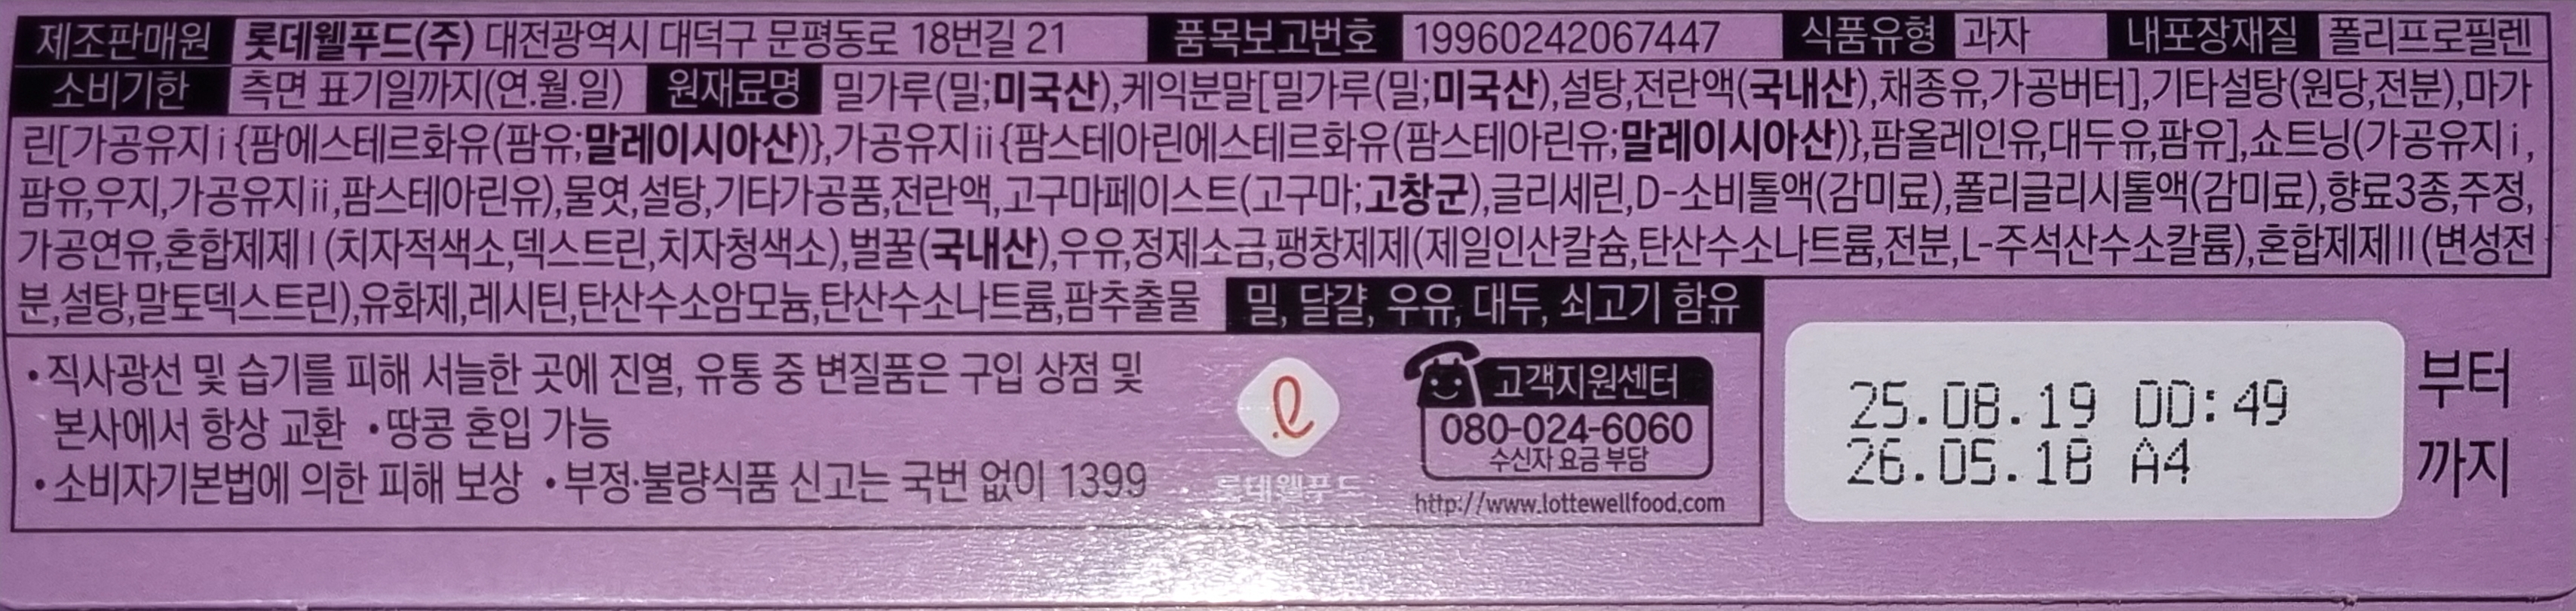 제조판매원 롯데웰푸드(주) 대전광역시 대덕구 문평동로 18번길 21 품목보고번호 19960242067447 식품유형 과자 내포장재질 폴리프로필렌
소비기한 측면 표기일까지(연.월.일) 원재료명 밀가루(밀;미국산),케익분말[밀가루(밀;미국산),설탕,전란액(국내산),채종유,가공버터],기타설탕(원당,전분),마가
린[가공유지i{팜에스테르화유(팜유;말레이시아산)},가공유지ii{팜스테아린에스테르화유(팜스테아린유;말레이시아산)},팜올레인유,대두유,팜유],쇼트닝(가공유지i,
팜유,우지,가공유지ii,팜스테아린유),물엿,설탕,기타가공품,전란액,고구마페이스트(고구마;고창군),글리세린,D-소비톨액(감미료),폴리글리시톨액(감미료),향료3종,주정,
가공연유,혼합제제I(치자적색소,덱스트린,치자청색소),벌꿀(국내산),우유,정제소금,팽창제제(제일인산칼슘,탄산수소나트륨,전분,L-주석산수소칼륨),혼합제제II(변성전
분,설탕,말토덱스트린),유화제,레시틴,탄산수소암모늄,탄산수소나트륨,팜추출물 밀, 달걀, 우유, 대두, 쇠고기 함유
•직사광선 및 습기를 피해 서늘한 곳에 진열, 유통 중 변질품은 구입 상점 및
본사에서 항상 교환 •땅콩 혼입 가능
•소비자기본법에 의한 피해 보상 •부정·불량식품 신고는 국번 없이 1399
롯데웰푸드
고객지원센터
080-024-6060
수신자 요금 부담
http://www.lottewellfood.com
25.08.19 00:49 부터
26.05.18 A4 까지